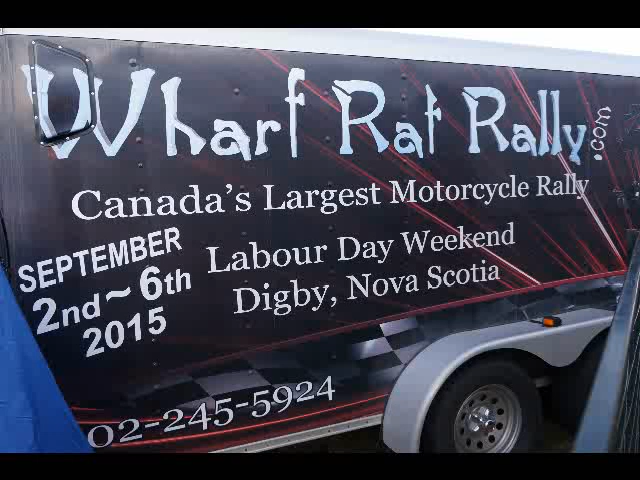 Wharf Rat Rally.com
Canada's Largest Motorcycle Rally
SEPTEMBER
2nd~6th
2015
Labour Day Weekend
Digby, Nova Scotia
02-245-5924